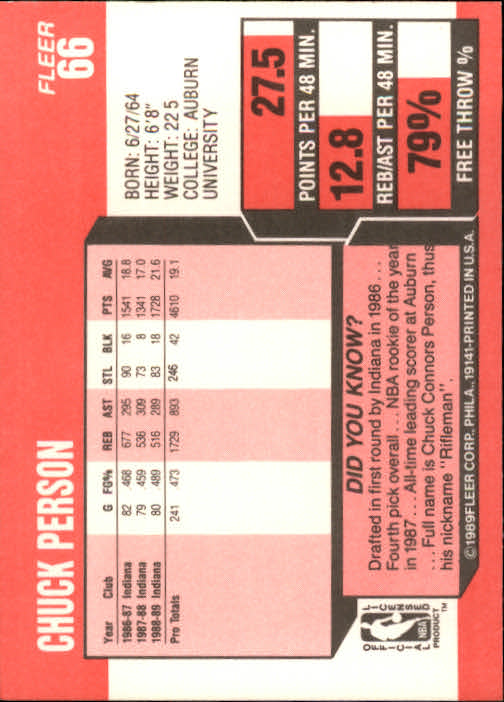 CHUCK PERSON
FLEER
66
Year Club G FG% REB AST STL BLK PTS AVG
1986-87 Indiana 82 468 677 295 90 16 1541 18.8
1987-88 Indiana 79 459 536 309 73 8 1341 17.0
1988-89 Indiana 80 489 516 289 83 18 1728 21.6
Pro Totals 241 473 1729 893 246 42 4610 19.1
BORN: 6/27/64
HEIGHT: 6'8"
WEIGHT: 225
COLLEGE: AUBURN
UNIVERSITY
DID YOU KNOW?
Drafted in first round by Indiana in 1986...
Fourth pick overall... NBA rookie of the year
in 1987... All-time leading scorer at Auburn
... Full name is Chuck Connors Person, thus
his nickname "Rifleman".
27.5
POINTS PER 48 MIN.
12.8
REB/AST PER 48 MIN.
79%
FREE THROW %
OFFICIAL
LICENSED
NBA
PRODUCT™
©1989 FLEER CORP., PHILA., 19141-PRINTED IN U.S.A.